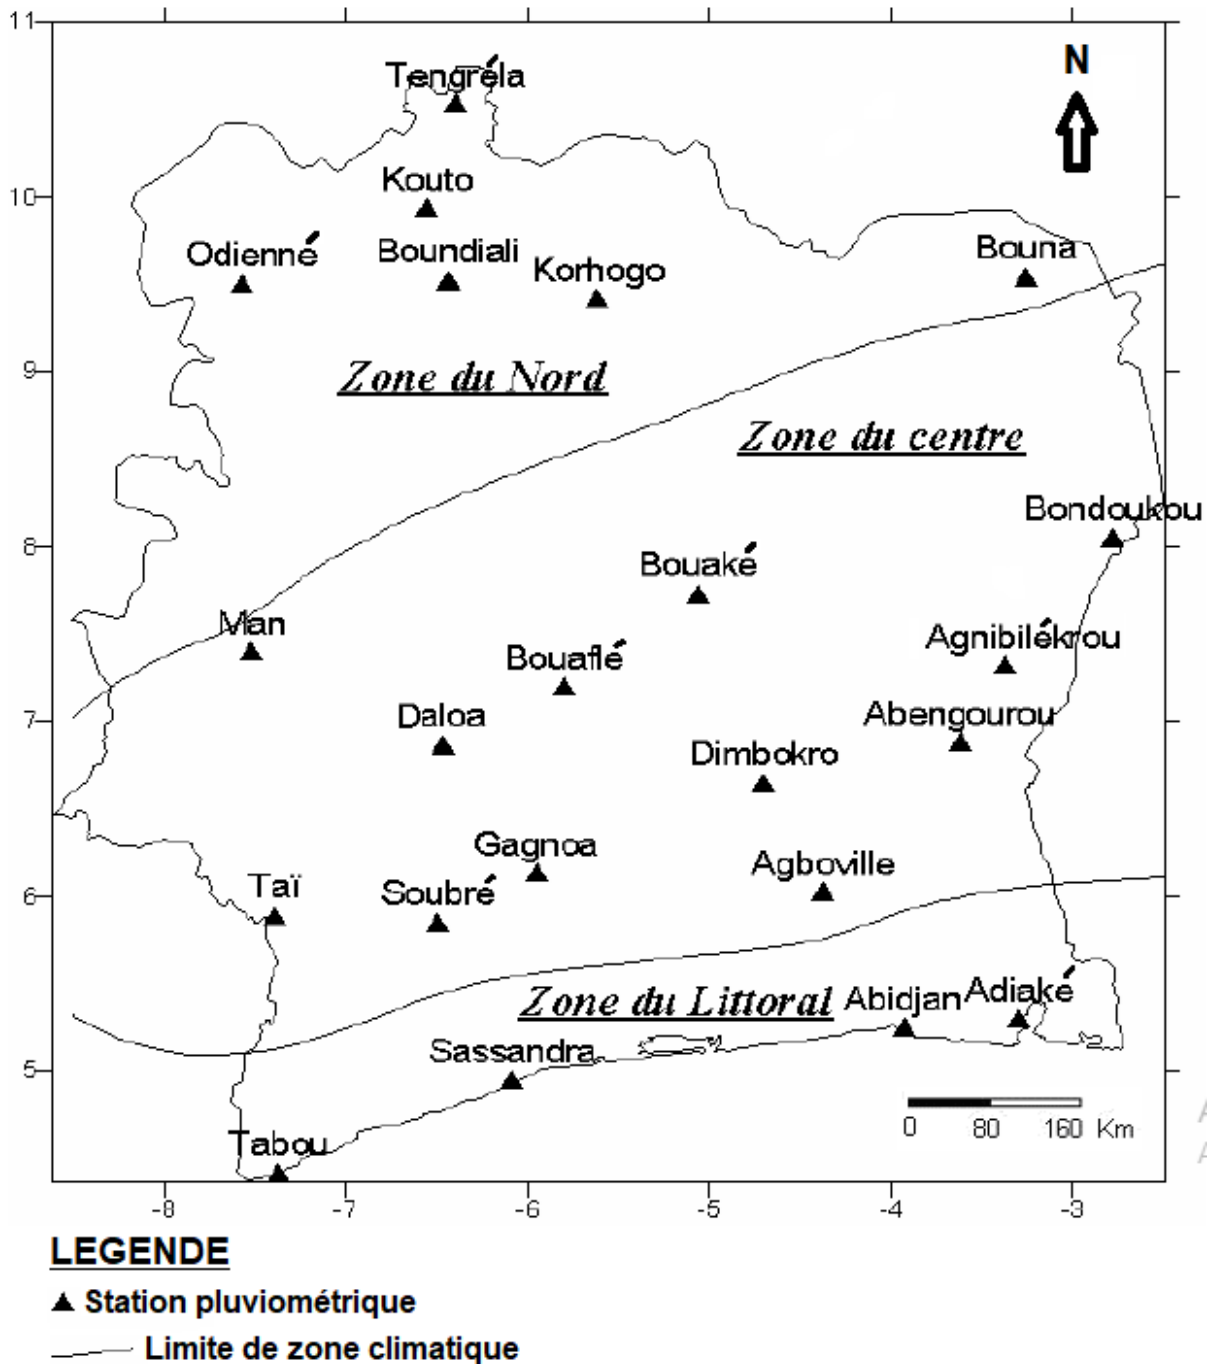 11
N
Tengréla
10
Kouto
Odienné
Boundiali
Korhogo
Bouna
9
Zone du Nord
Zone du centre
Bondoukou
8
Bouaké
Man
Bouaflé
Agnibilékrou
7
Daloa
Abengourou
Dimbokro
Gagnoa
Agboville
6
Taï
Soubré
Zone du Littoral
Abidjan
Adiaké
5
Sassandra
0 80 160 Km
Tabou
-8 -7 -6 -5 -4 -3
LEGENDE
Station pluviométrique
Limite de zone climatique